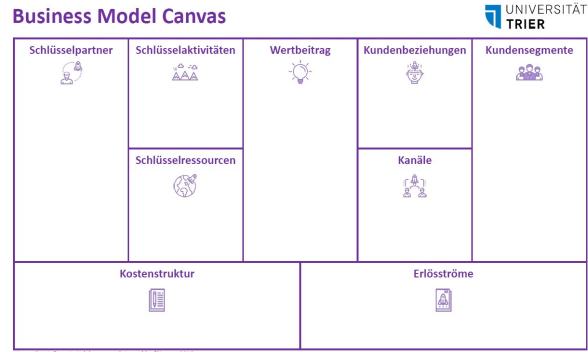 Business Model Canvas
UNIVERSITÄT
TRIER
Schlüsselpartner
Schlüsselaktivitäten
Wertbeitrag
Kundenbeziehungen
Kundensegmente
Schlüsselressourcen
Kanäle
Kostenstruktur
Erlösströme